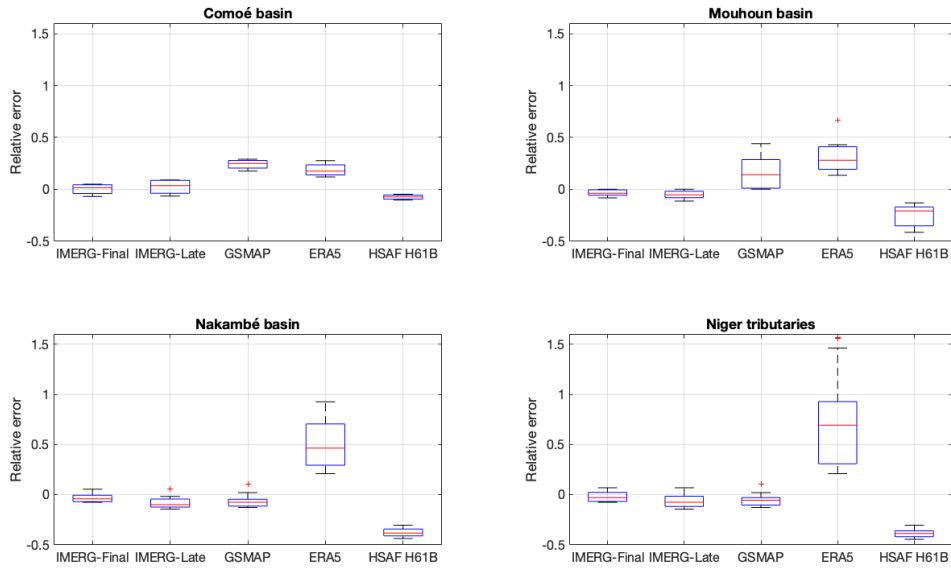 Comoé basin
Relative error
1.5
1
0.5
0
-0.5
IMERG-Final IMERG-Late GSMAP ERA5 HSAF H61B
Mouhoun basin
Relative error
1.5
1
0.5
0
-0.5
IMERG-Final IMERG-Late GSMAP ERA5 HSAF H61B
Nakambé basin
Relative error
1.5
1
0.5
0
-0.5
IMERG-Final IMERG-Late GSMAP ERA5 HSAF H61B
Niger tributaries
Relative error
1.5
1
0.5
0
-0.5
IMERG-Final IMERG-Late GSMAP ERA5 HSAF H61B